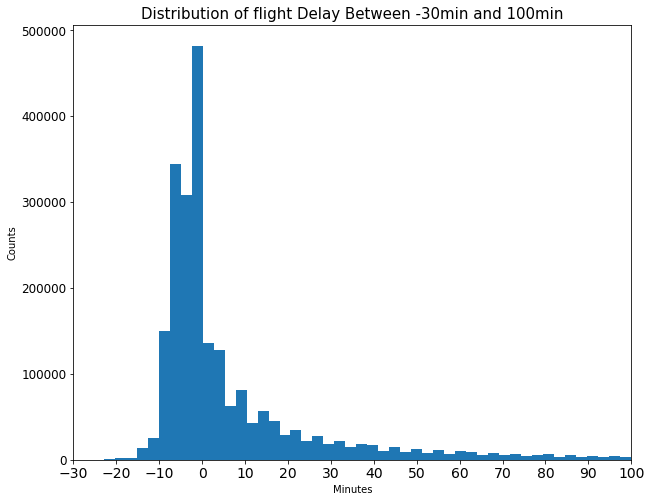 Distribution of flight Delay Between -30min and 100min
500000
400000
300000
200000
100000
0
Counts
−30 −20 −10 0 10 20 30 40 50 60 70 80 90 100
Minutes